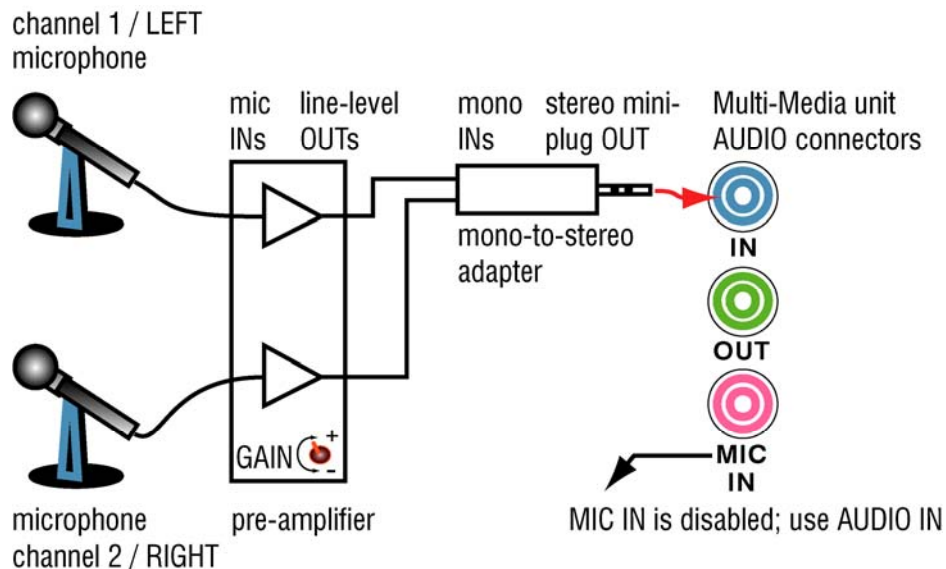 channel 1 / LEFT
microphone
mic
INs
line-level
OUTs
mono
INs
stereo mini-
plug OUT
Multi-Media unit
AUDIO connectors
mono-to-stereo
adapter
IN
OUT
MIC
IN
GAIN + -
microphone
channel 2 / RIGHT
pre-amplifier
MIC IN is disabled; use AUDIO IN